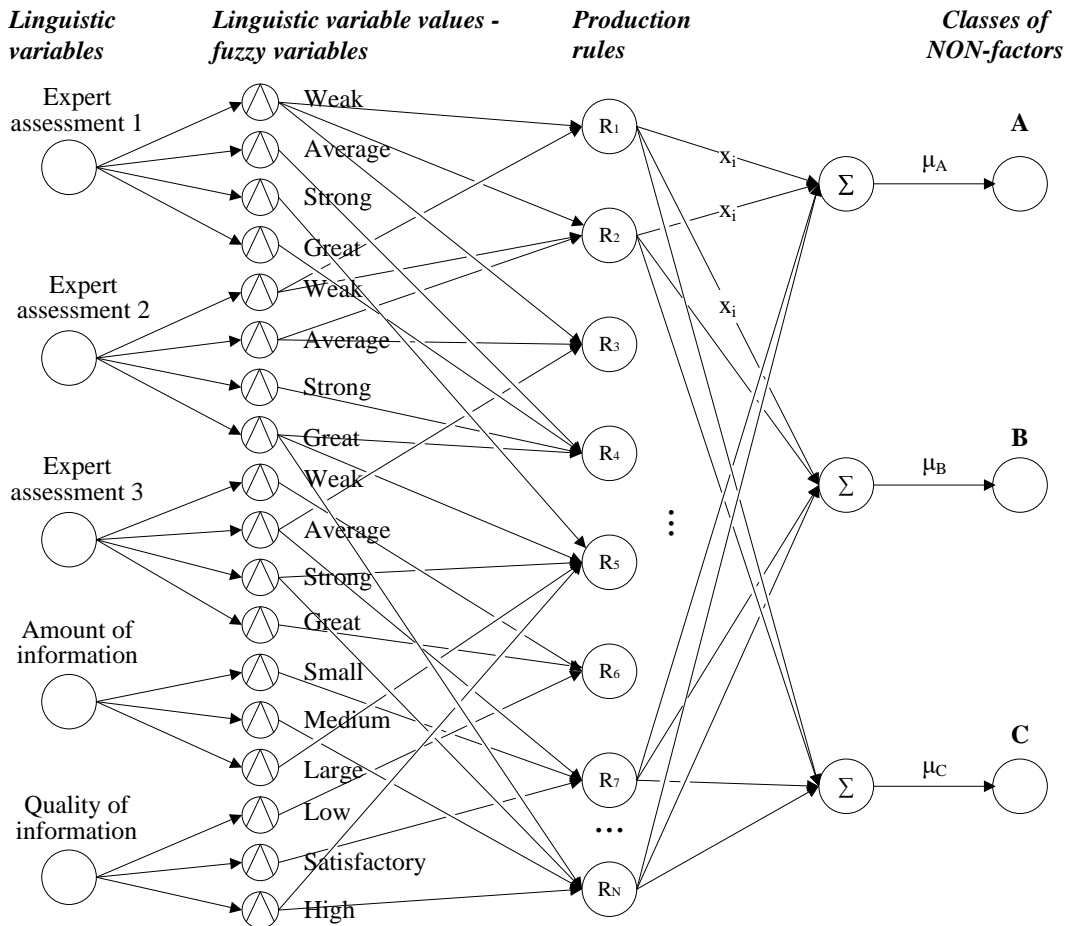 Linguistic
variables
Linguistic variable values -
fuzzy variables
Production
rules
Classes of
NON-factors
Expert
assessment 1
Expert
assessment 2
Expert
assessment 3
Amount of
information
Quality of
information
Weak
Average
Strong
Great
Weak
Average
Strong
Great
Weak
Average
Strong
Great
Small
Medium
Large
Low
Satisfactory
High
R1
R2
R3
R4
R5
R6
R7
...
RN
xi
xi
xi
...
Σ
Σ
Σ
μA
μB
μC
A
B
C